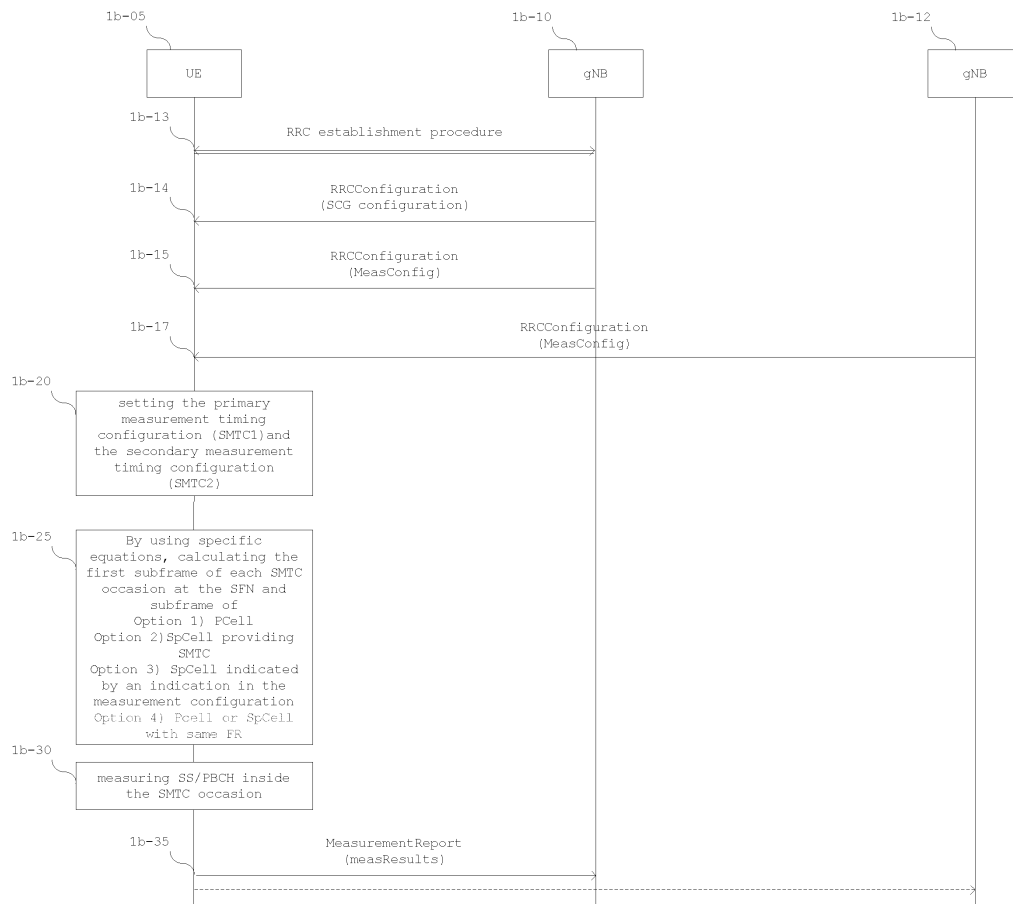 1b-05
1b-10
1b-12
UE
gNB
gNB
1b-13
RRC establishment procedure
1b-14
RRCConfiguration
(SCG configuration)
1b-15
RRCConfiguration
(MeasConfig)
1b-17
RRCConfiguration
(MeasConfig)
1b-20
setting the primary
measurement timing
configuration (SMTC1)and
the secondary measurement
timing configuration
(SMTC2)
1b-25
By using specific
equations, calculating the
first subframe of each SMTC
occasion at the SFN and
subframe of
Option 1) PCell
Option 2)SpCell providing
SMTC
Option 3) SpCell indicated
by an indication in the
measurement configuration
Option 4) Pcell or SpCell
with same FR
1b-30
measuring SS/PBCH inside
the SMTC occasion
1b-35
MeasurementReport
(measResults)